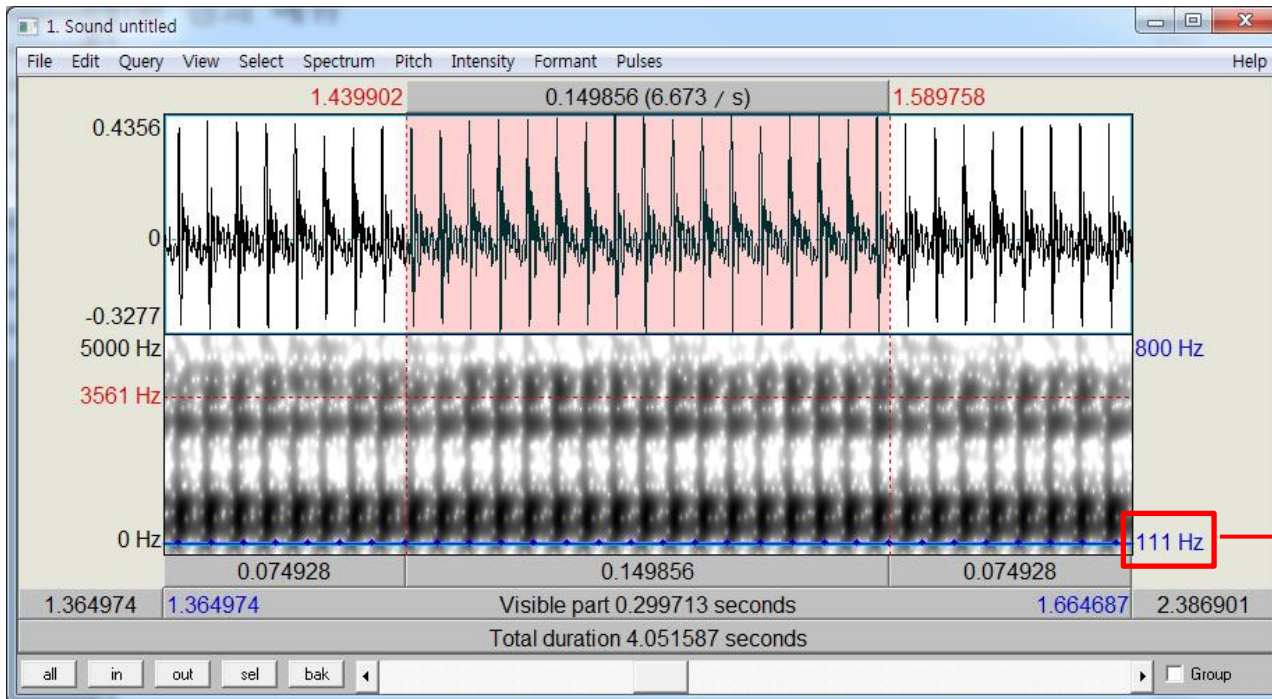 1. Sound untitled
File Edit Query View Select Spectrum Pitch Intensity Formant Pulses Help
1.439902 0.149856 (6.673 / s) 1.589758
0.4356
0
-0.3277
5000 Hz 800 Hz
3561 Hz
0 Hz 111 Hz
0.074928 0.149856 0.074928
1.364974 1.364974 Visible part 0.299713 seconds 1.664687 2.386901
Total duration 4.051587 seconds
all in out sel bak Group